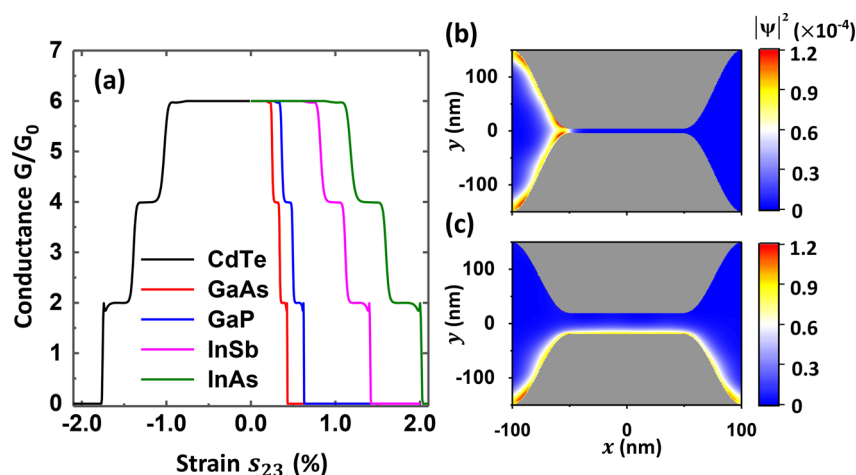 (a)
Conductance G/G₀
7
6
5
4
3
2
1
0
CdTe
GaAs
GaP
InSb
InAs
-2.0 -1.0 0.0 1.0 2.0
Strain s₂₃ (%)
(b)
|Ψ|² (×10⁻⁴)
y (nm)
100
0
-100
1.2
0.9
0.6
0.3
0
(c)
y (nm)
100
0
-100
-100 -50 0 50 100
x (nm)
1.2
0.9
0.6
0.3
0